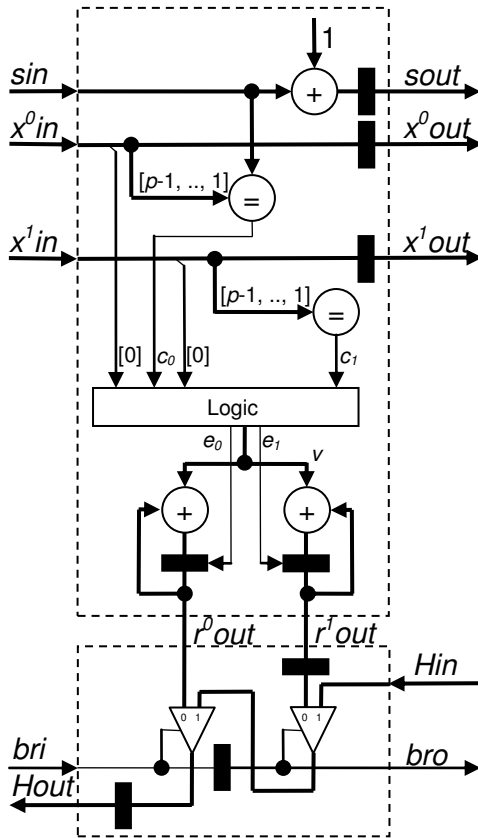 1
sin + sout
x⁰in x⁰out
[p-1, .., 1]
=
x¹in x¹out
[p-1, .., 1]
=
[0] c₀ [0] c₁
Logic
e₀ e₁
v
+ +
r⁰out r¹out
Hin
0 1 0 1
bri bro
Hout